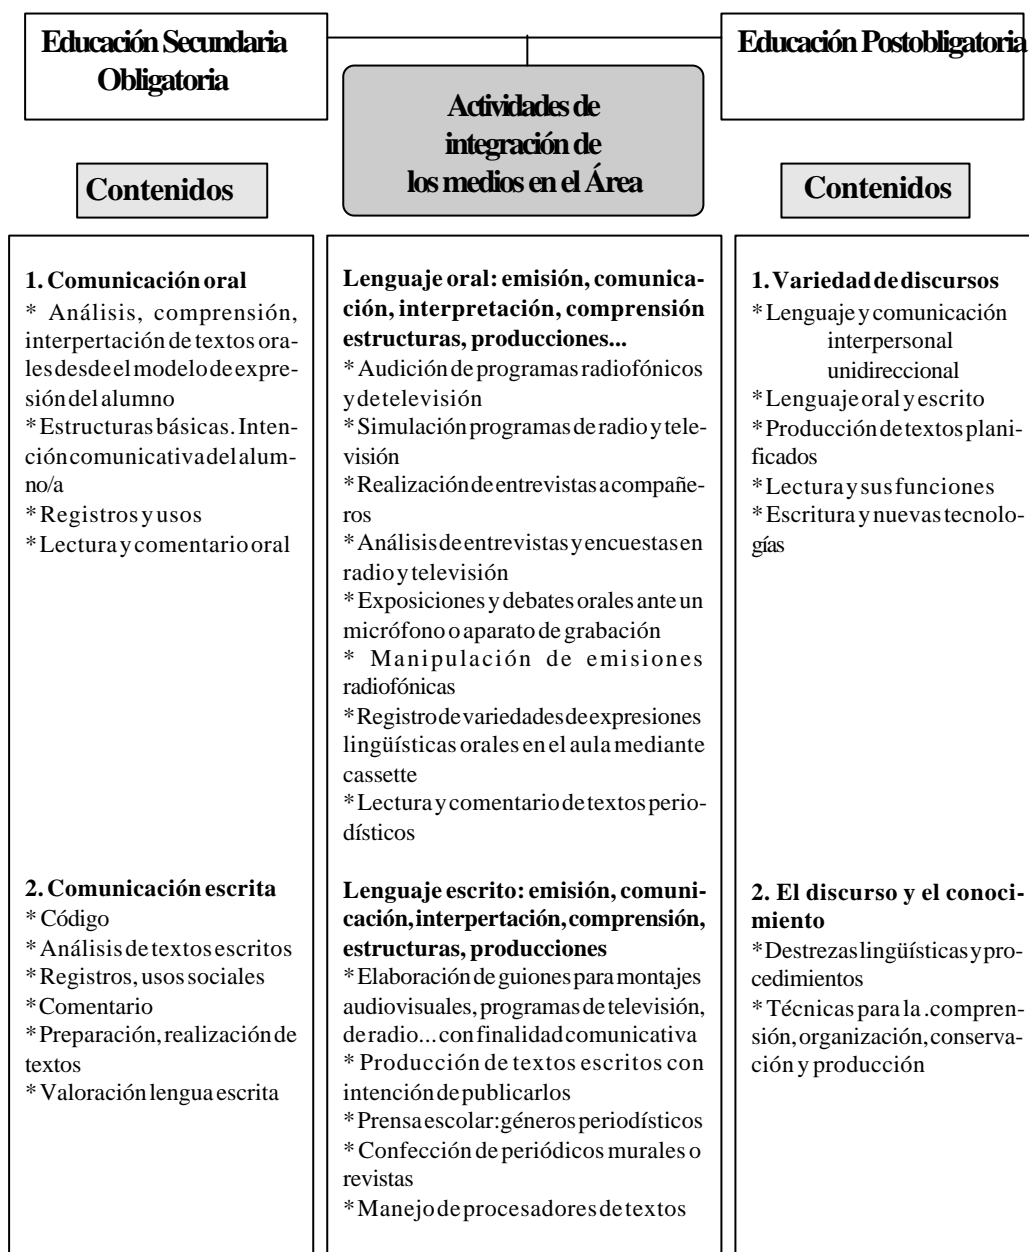 Educación Secundaria
Obligatoria
Actividades de
integración de
los medios en el Área
Educación Postobligatoria
Contenidos
Contenidos
1. Comunicación oral
* Análisis, comprensión,
interpertación de textos ora-
les desde el modelo de expre-
sión del alumno
* Estructuras básicas. Inten-
ción comunicativa del alum-
no/a
* Registros y usos
* Lectura y comentario oral
2. Comunicación escrita
* Código
* Análisis de textos escritos
* Registros, usos sociales
* Comentario
* Preparación, realización de
textos
* Valoración lengua escrita
Lenguaje oral: emisión, comunica-
ción, interpretación, comprensión
estructuras, producciones...
* Audición de programas radiofónicos
y de televisión
* Simulación programas de radio y tele-
visión
* Realización de entrevistas a compañe-
ros
* Análisis de entrevistas y encuestas en
radio y televisión
* Exposiciones y debates orales ante un
micrófono o aparato de grabación
* Manipulación de emisiones
radiofónicas
* Registro de variedades de expresiones
lingüísticas orales en el aula mediante
cassette
* Lectura y comentario de textos perio-
dísticos
Lenguaje escrito: emisión, comuni-
cación, interpertación, comprensión,
estructuras, producciones
* Elaboración de guiones para montajes
audiovisuales, programas de televisión,
de radio... con finalidad comunicativa
* Producción de textos escritos con
intención de publicarlos
* Prensa escolar: géneros periodísticos
* Confección de periódicos murales o
revistas
* Manejo de procesadores de textos
1. Variedad de discursos
* Lenguaje y comunicación
interpersonal
unidireccional
* Lenguaje oral y escrito
* Producción de textos plani-
ficados
* Lectura y sus funciones
* Escritura y nuevas tecnolo-
gías
2. El discurso y el conoci-
miento
* Destrezas lingüísticas y pro-
cedimientos
* Técnicas para la .compren-
sión, organización, conserva-
ción y producción